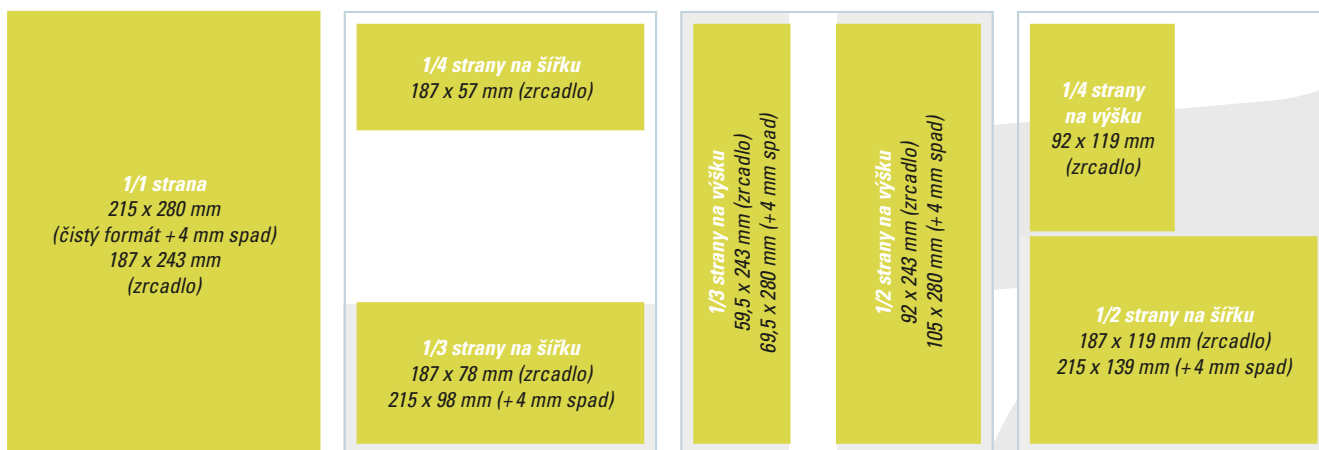 1/1 strana
215 x 280 mm
(čistý formát +4 mm spad)
187 x 243 mm
(zrcadlo)
1/4 strany na šířku
187 x 57 mm (zrcadlo)
1/3 strany na šířku
187 x 78 mm (zrcadlo)
215 x 98 mm (+4 mm spad)
1/3 strany na výšku
59,5 x 243 mm (zrcadlo)
69,5 x 280 mm (+4 mm spad)
1/2 strany na výšku
92 x 243 mm (zrcadlo)
105 x 280 mm (+4 mm spad)
1/4 strany
na výšku
92 x 119 mm
(zrcadlo)
1/2 strany na šířku
187 x 119 mm (zrcadlo)
215 x 139 mm (+4 mm spad)